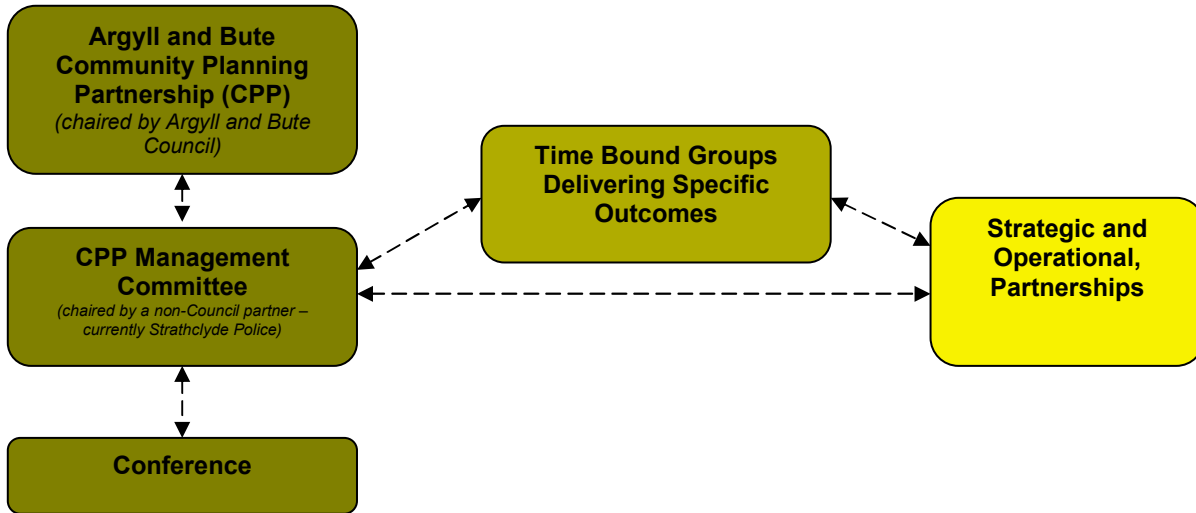 Argyll and Bute
Community Planning
Partnership (CPP)
(chaired by Argyll and Bute
Council)
Time Bound Groups
Delivering Specific
Outcomes
Strategic and
Operational,
Partnerships
CPP Management
Committee
(chaired by a non-Council partner –
currently Strathclyde Police)
Conference